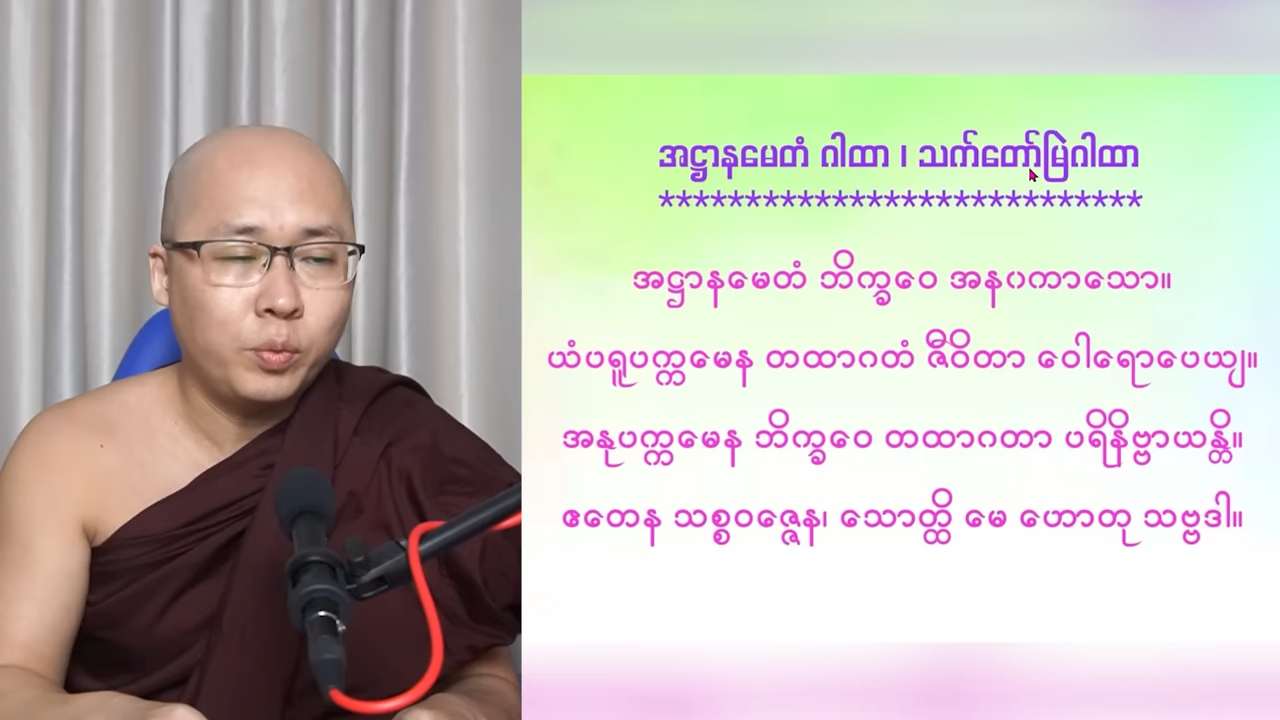 အဋ္ဌာနမေတံ ဂါထာ ၊ သက်တော်မြဲဂါထာ
****************************
အဋ္ဌာနမေတံ ဘိက္ခဝေ အနဝကာသော။
ယံပရူပက္ကမေန တထာဂတံ ဇီဝိတာ ဝေါရောပေယျ။
အနုပက္ကမေန ဘိက္ခဝေ တထာဂတာ ပရိနိဗ္ဗာယန္တိ။
ဧတေန သစ္စဝဇ္ဇေန၊ သောတ္ထိ မေ ဟောတု သဗ္ဗဒါ။